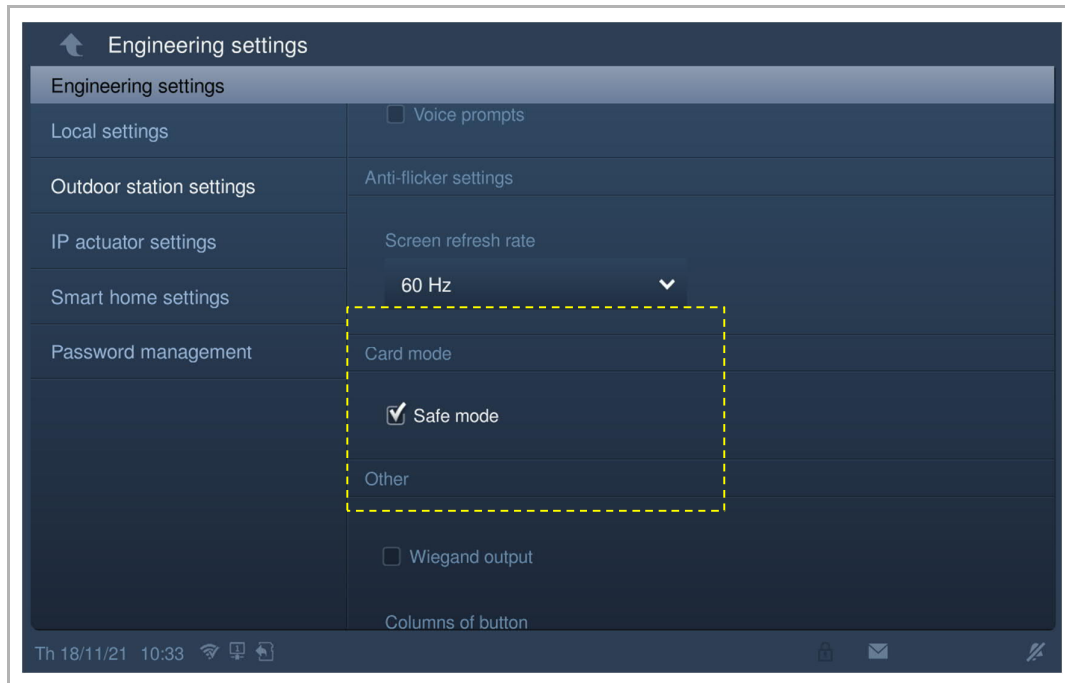 Engineering settings
Engineering settings
Local settings
Outdoor station settings
IP actuator settings
Smart home settings
Password management
Voice prompts
Anti-flicker settings
Screen refresh rate
60 Hz
Card mode
Safe mode
Other
Wiegand output
Columns of button
Th 18/11/21 10:33